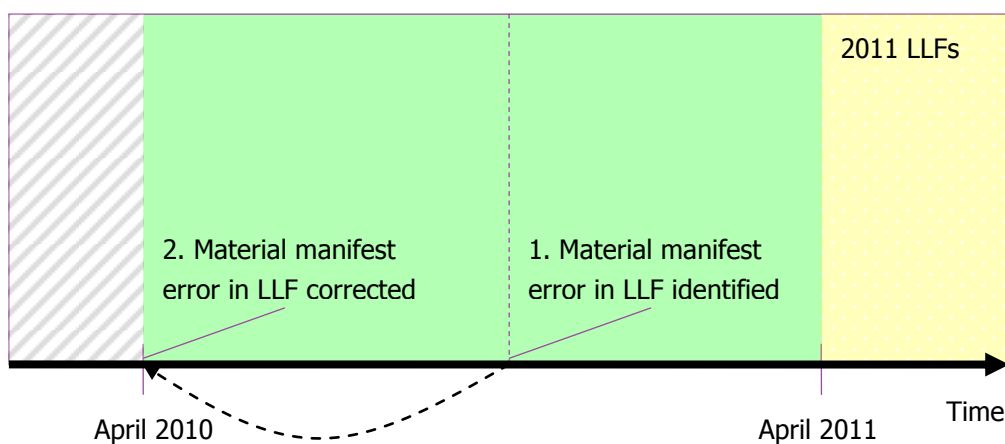 2011 LLFs
2. Material manifest
error in LLF corrected
1. Material manifest
error in LLF identified
Time
April 2010
April 2011